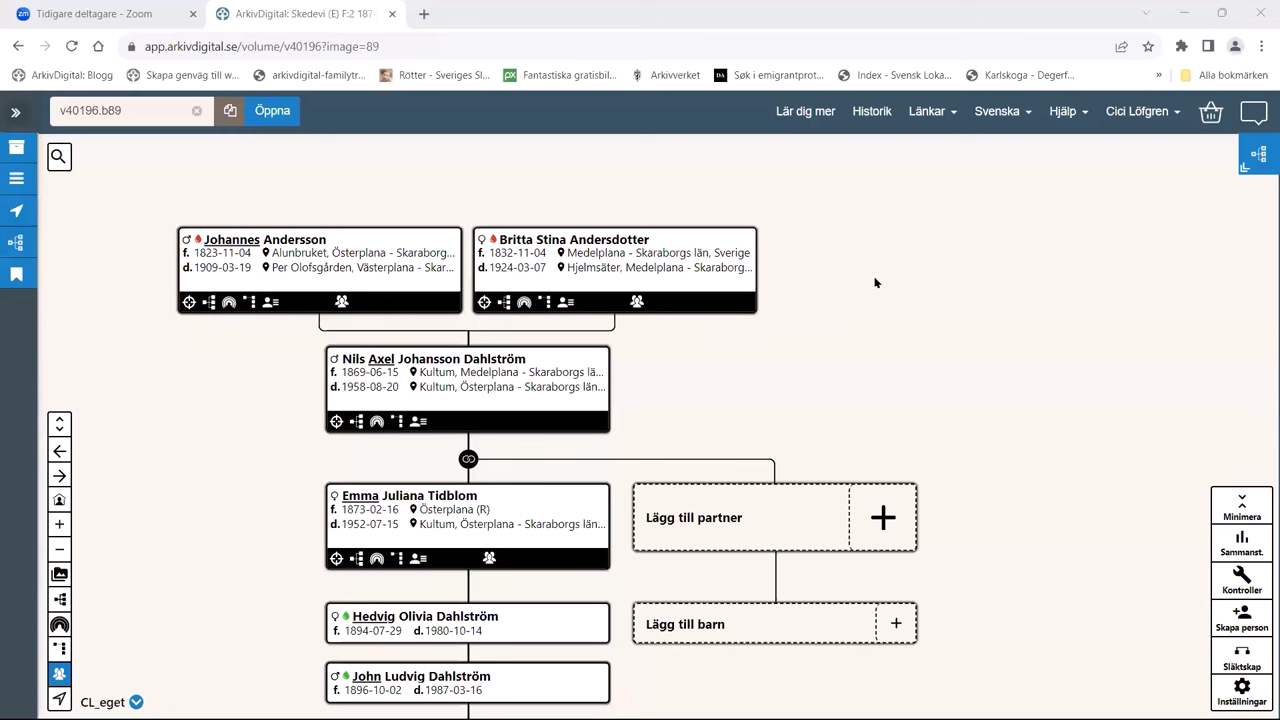 Tidigare deltagare - Zoom
ArkivDigital: Skedevi (E) F:2 187
app.arkivdigital.se/volume/v40196?image=89
ArkivDigital: Blogg
Skapa genväg till w...
arkivdigital-familytr...
Rötter - Sveriges Sl...
Fantastiska gratisbil...
Arkivverket
Søk i emigrantprot...
Index - Svensk Loka...
Karlskoga - Degerf...
»
Alla bokmärken
v40196.b89
Öppna
Lär dig mer
Historik
Länkar
Svenska
Hjälp
Cici Löfgren
Johannes Andersson
f. 1823-11-04 Alunbruket, Österplana - Skaraborg...
d. 1909-03-19 Per Olofsgården, Västerplana - Skar...
Britta Stina Andersdotter
f. 1832-11-04 Medelplana - Skaraborgs län, Sverige
d. 1924-03-07 Hjelmsäter, Medelplana - Skaraborg...
Nils Axel Johansson Dahlström
f. 1869-06-15 Kultum, Medelplana - Skaraborgs lä...
d. 1958-08-20 Kultum, Österplana - Skaraborgs län...
Emma Juliana Tidblom
f. 1873-02-16 Österplana (R)
d. 1952-07-15 Kultum, Österplana - Skaraborgs län...
Lägg till partner
Hedvig Olivia Dahlström
f. 1894-07-29 d. 1980-10-14
Lägg till barn
John Ludvig Dahlström
f. 1896-10-02 d. 1987-03-16
Minimera
Sammanst.
Kontroller
Skapa person
Släktskap
Inställningar
CL_eget